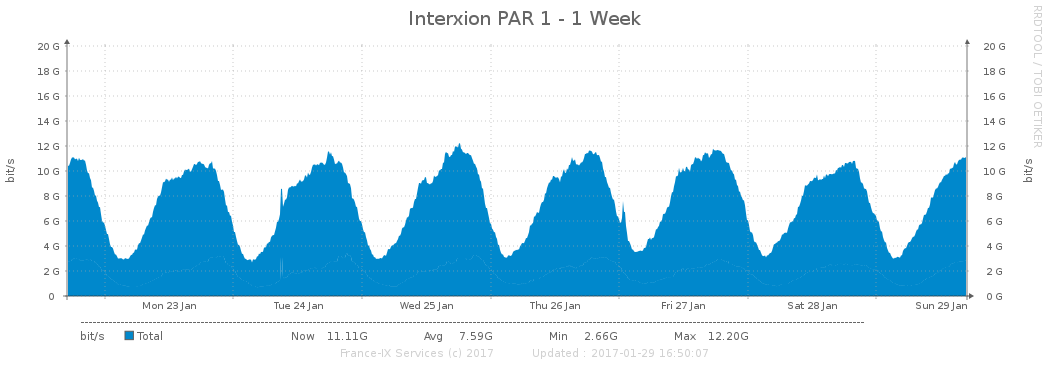 Interxion PAR 1 - 1 Week
RRDTOOL / TOBI OETIKER
bit/s
20 G 20 G
18 G 18 G
16 G 16 G
14 G 14 G
12 G 12 G
10 G 10 G
8 G 8 G
6 G 6 G
4 G 4 G
2 G 2 G
0 0 G
bit/s
Mon 23 Jan Tue 24 Jan Wed 25 Jan Thu 26 Jan Fri 27 Jan Sat 28 Jan Sun 29 Jan
bit/s Total Now 11.11G Avg 7.59G Min 2.66G Max 12.20G
France-IX Services (c) 2017 Updated : 2017-01-29 16:50:07